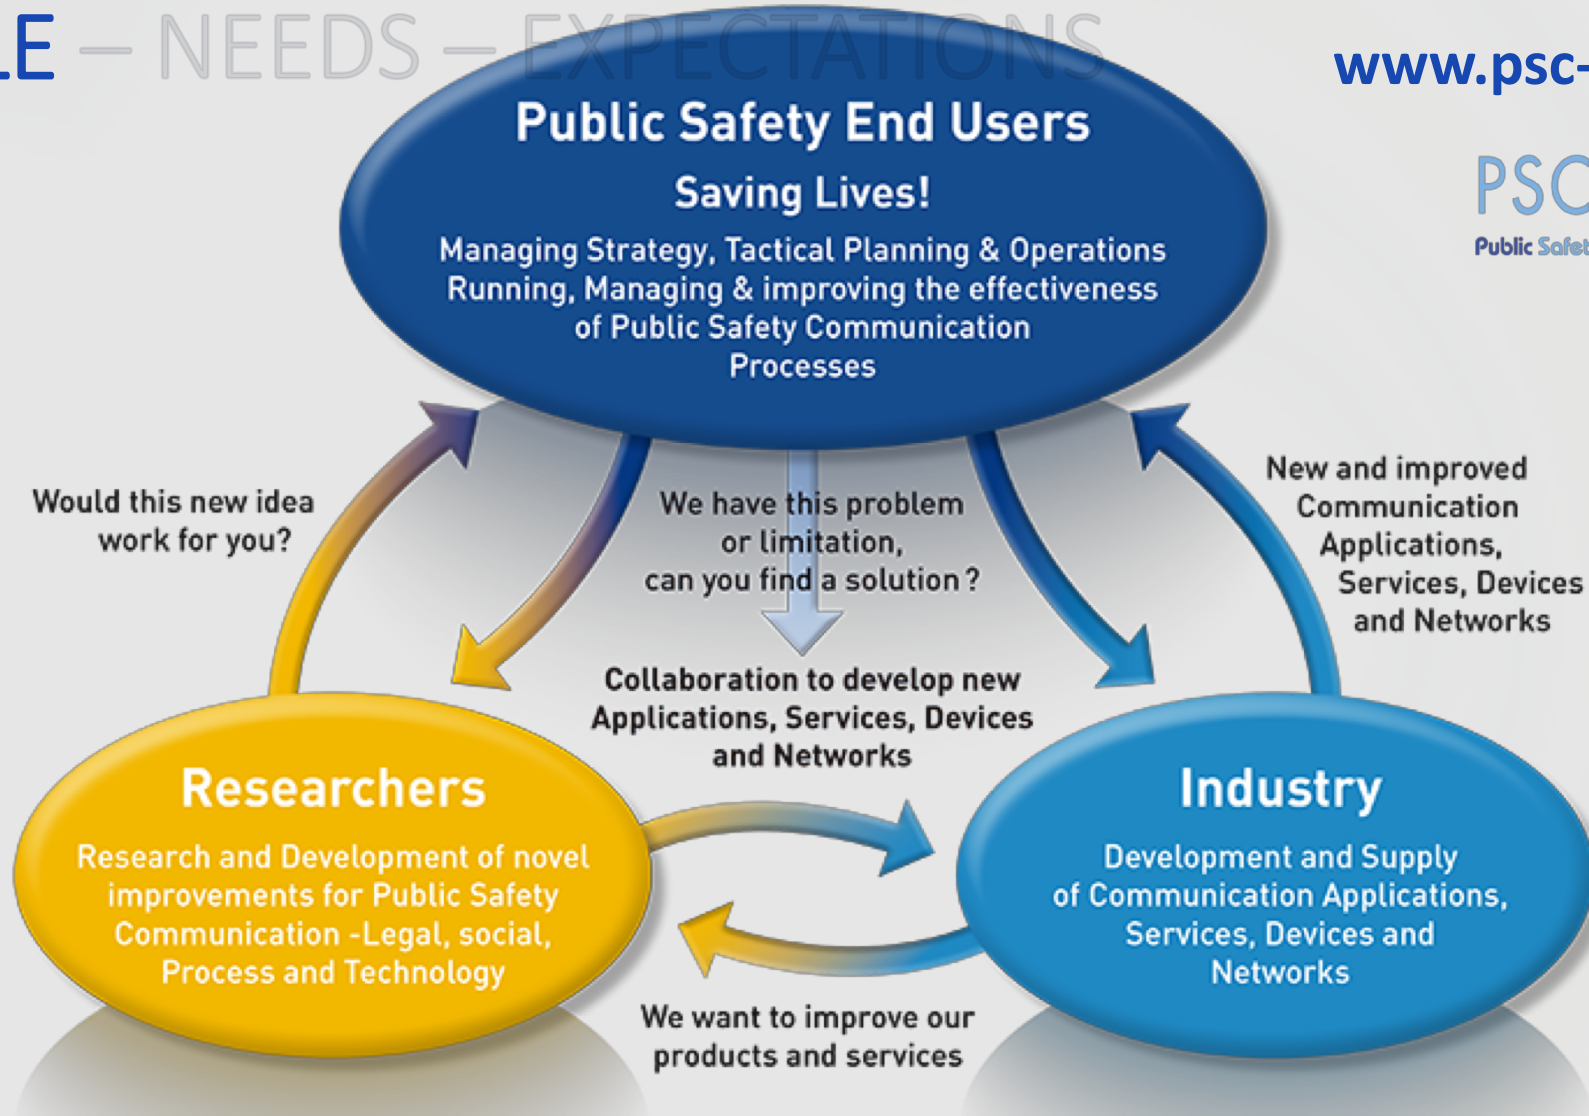 LE – NEEDS – EXPECTATIONS
www.psc-
PSC
Public Safet
Public Safety End Users
Saving Lives!
Managing Strategy, Tactical Planning & Operations
Running, Managing & improving the effectiveness
of Public Safety Communication
Processes
Would this new idea
work for you?
We have this problem
or limitation,
can you find a solution?
New and improved
Communication
Applications,
Services, Devices
and Networks
Collaboration to develop new
Applications, Services, Devices
and Networks
Researchers
Research and Development of novel
improvements for Public Safety
Communication -Legal, social,
Process and Technology
Industry
Development and Supply
of Communication Applications,
Services, Devices and
Networks
We want to improve our
products and services